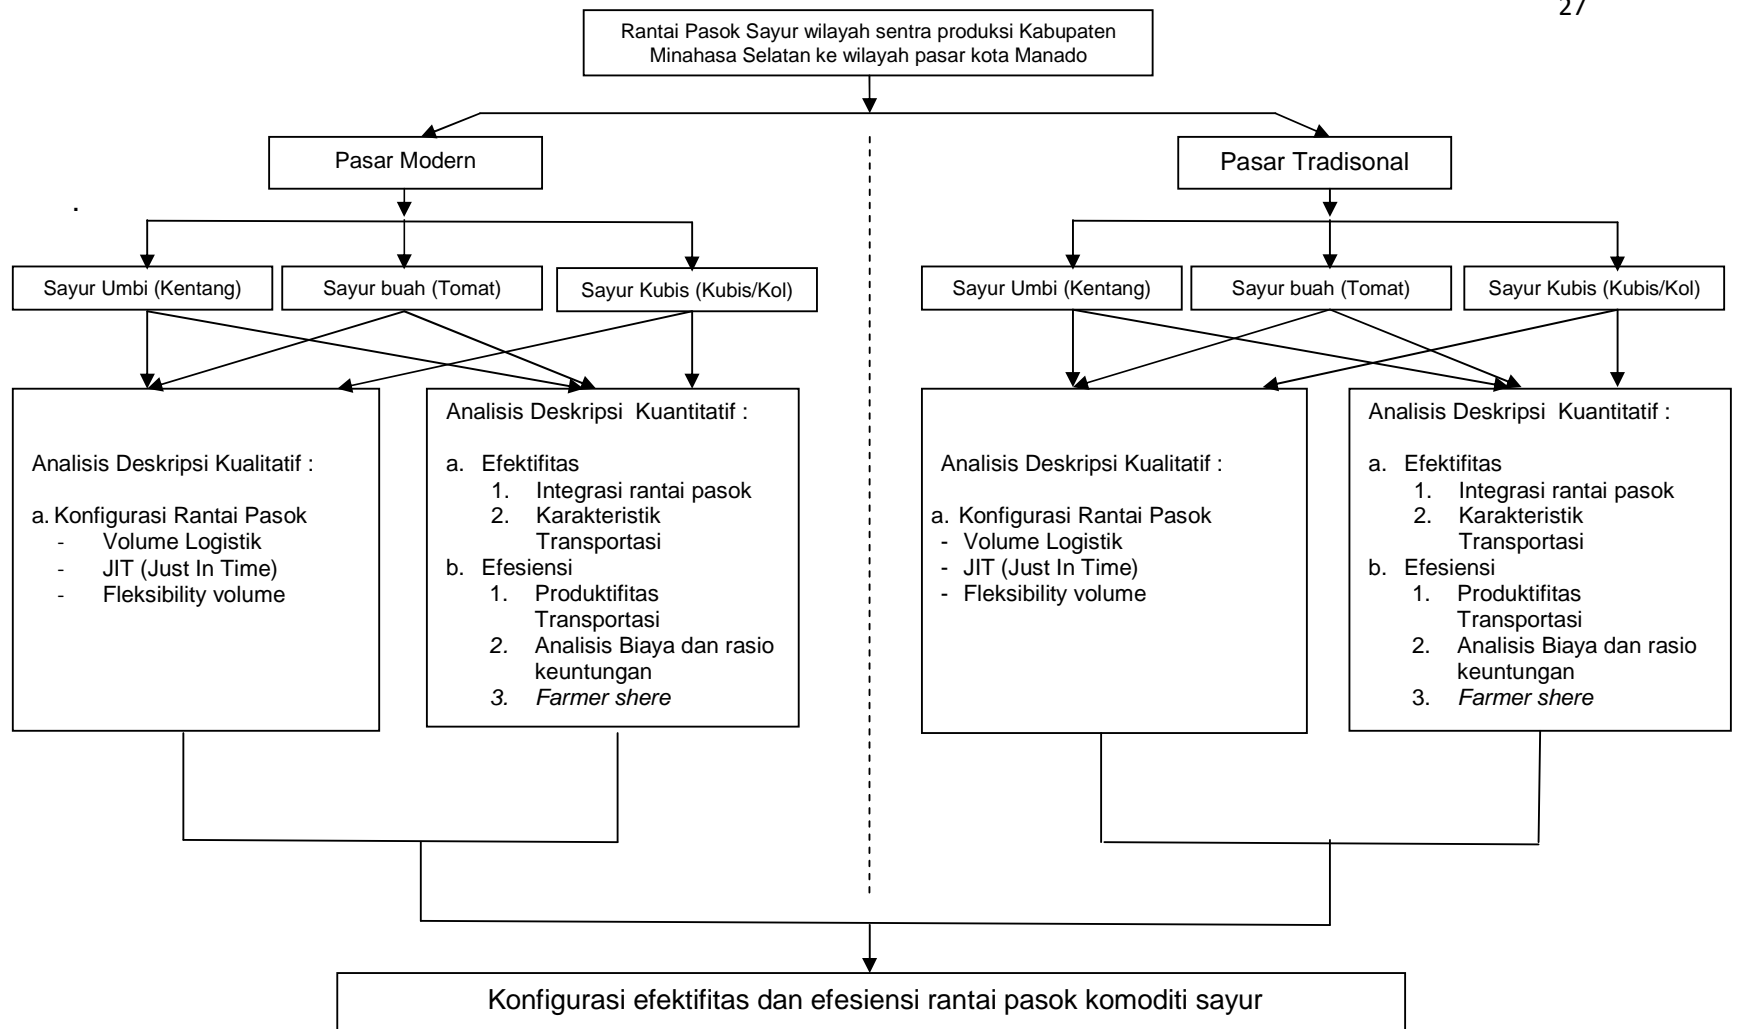 27
Rantai Pasok Sayur wilayah sentra produksi Kabupaten
Minahasa Selatan ke wilayah pasar kota Manado
Pasar Modern
Pasar Tradisonal
.
Sayur Umbi (Kentang)
Sayur buah (Tomat)
Sayur Kubis (Kubis/Kol)
Sayur Umbi (Kentang)
Sayur buah (Tomat)
Sayur Kubis (Kubis/Kol)
Analisis Deskripsi Kualitatif :
a. Konfigurasi Rantai Pasok
- Volume Logistik
- JIT (Just In Time)
- Fleksibility volume
Analisis Deskripsi  Kuantitatif :
a. Efektifitas
1. Integrasi rantai pasok
2. Karakteristik
Transportasi
b. Efesiensi
1. Produktifitas
Transportasi
2. Analisis Biaya dan rasio
keuntungan
3. Farmer shere
Analisis Deskripsi Kualitatif :
a. Konfigurasi Rantai Pasok
- Volume Logistik
- JIT (Just In Time)
- Fleksibility volume
Analisis Deskripsi  Kuantitatif :
a. Efektifitas
1. Integrasi rantai pasok
2. Karakteristik
Transportasi
b. Efesiensi
1. Produktifitas
Transportasi
2. Analisis Biaya dan rasio
keuntungan
3. Farmer shere
Konfigurasi efektifitas dan efesiensi rantai pasok komoditi sayur